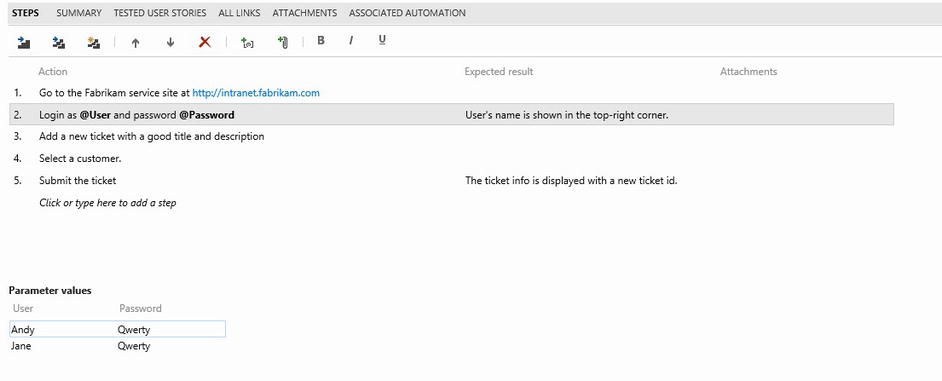 STEPS SUMMARY TESTED USER STORIES ALL LINKS ATTACHMENTS ASSOCIATED AUTOMATION
B I U
Action Expected result Attachments
1. Go to the Fabrikam service site at http://intranet.fabrikam.com
2. Login as @User and password @Password User's name is shown in the top-right corner.
3. Add a new ticket with a good title and description
4. Select a customer.
5. Submit the ticket The ticket info is displayed with a new ticket id.
Click or type here to add a step
Parameter values
User Password
Andy Qwerty
Jane Qwerty